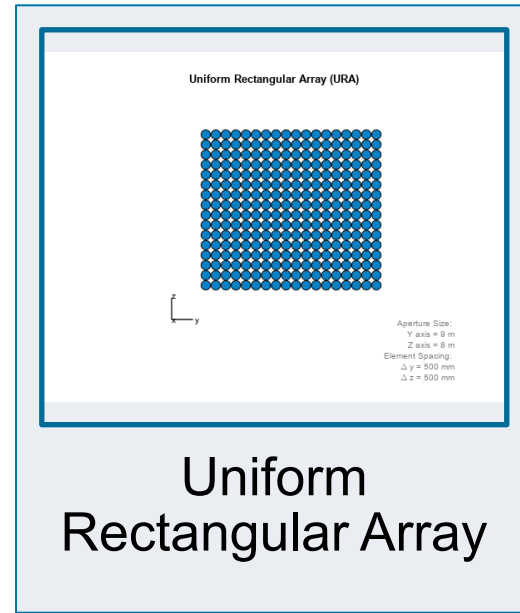 Uniform Rectangular Array (URA)
z
x y
Aperture Size:
Y axis = 9 m
Z axis = 8 m
Element Spacing:
Δ y = 500 mm
Δ z = 500 mm
Uniform
Rectangular Array